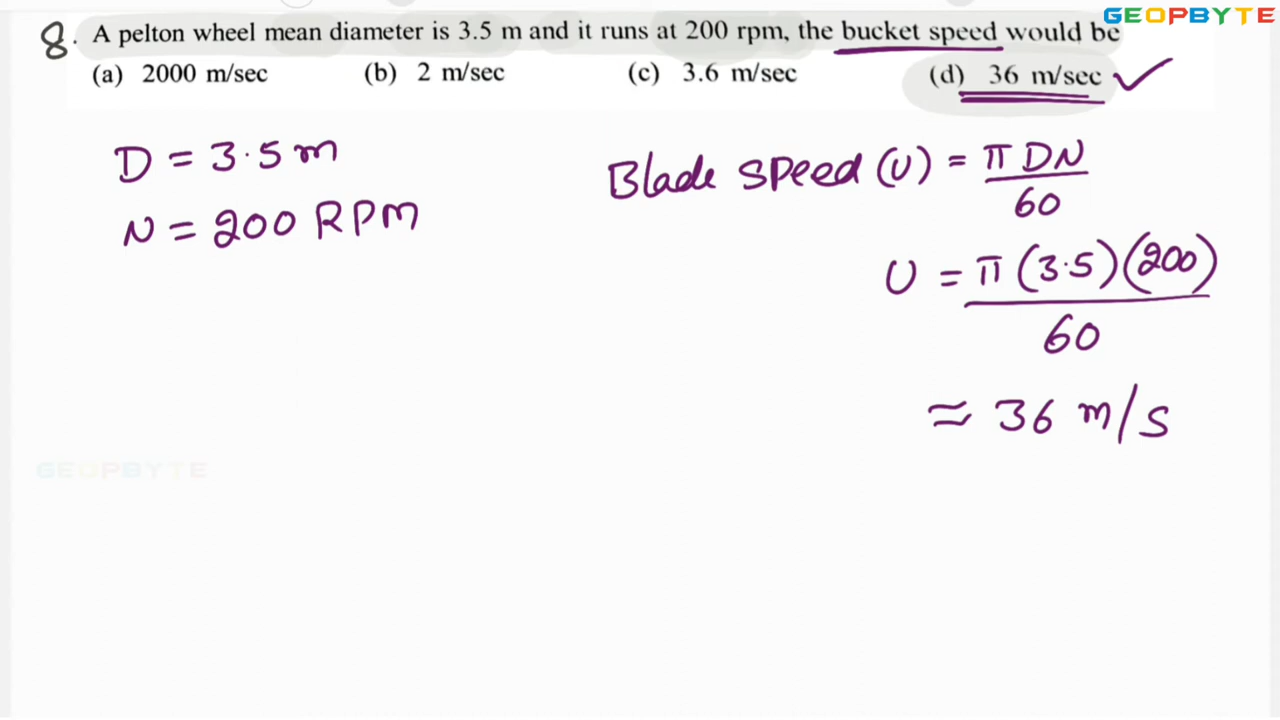 GEOPBYTE
8. A pelton wheel mean diameter is 3.5 m and it runs at 200 rpm, the bucket speed would be
(a) 2000 m/sec (b) 2 m/sec (c) 3.6 m/sec (d) 36 m/sec ✓
D = 3.5 m
N = 200 RPM
Blade speed (U) = π DN / 60
U = π (3.5) (200) / 60
≈ 36 m/s
GEOPBYTE